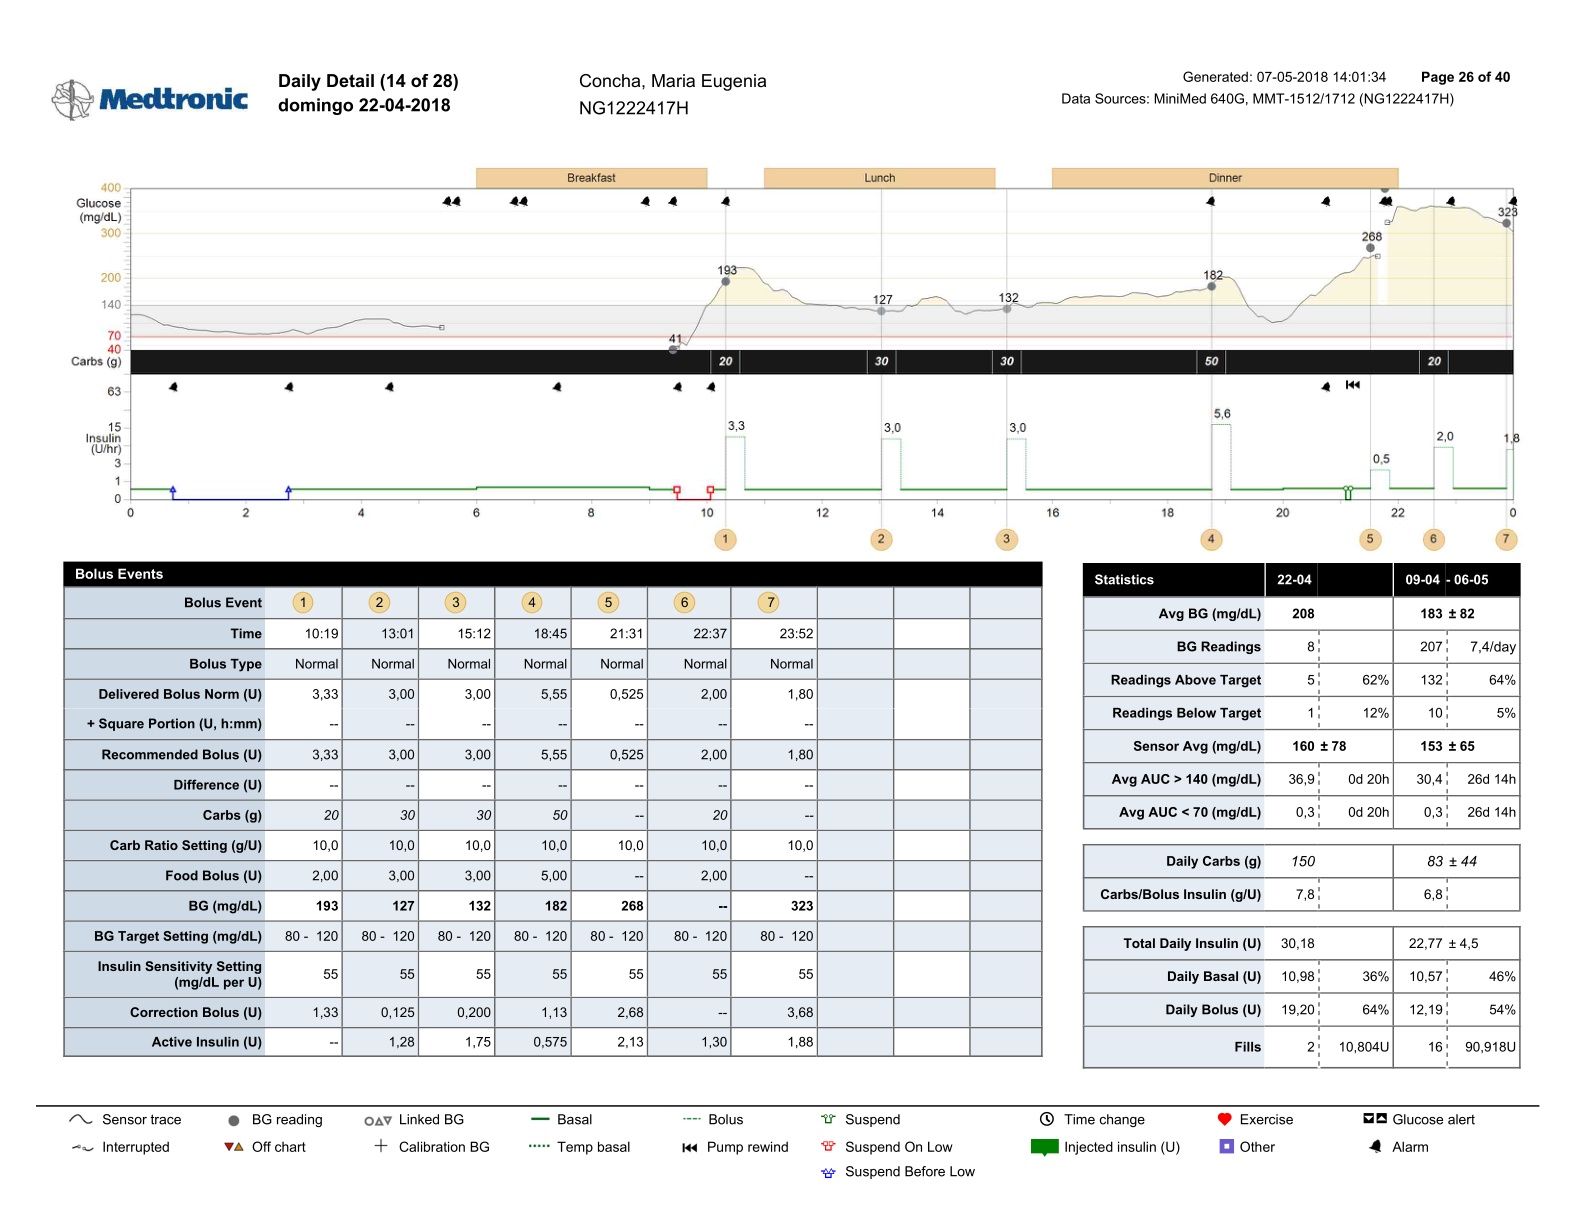 Medtronic
Daily Detail (14 of 28)
domingo 22-04-2018
Concha, Maria Eugenia
NG1222417H
Generated: 07-05-2018 14:01:34 Page 26 of 40
Data Sources: MiniMed 640G, MMT-1512/1712 (NG1222417H)
Breakfast Lunch Dinner
400
Glucose
(mg/dL)
300
200
140
70
40
193 127 132 182 268 323
41
Carbs (g) 20 30 30 50 20
63
15
Insulin
(U/hr)
3
1
0
3,3 3,0 3,0 5,6 0,5 2,0 1,8
0 2 4 6 8 10 12 14 16 18 20 22 0
1 2 3 4 5 6 7
Bolus Events
Bolus Event 1 2 3 4 5 6 7
Time 10:19 13:01 15:12 18:45 21:31 22:37 23:52
Bolus Type Normal Normal Normal Normal Normal Normal Normal
Delivered Bolus Norm (U) 3,33 3,00 3,00 5,55 0,525 2,00 1,80
+ Square Portion (U, h:mm) -- -- -- -- -- -- --
Recommended Bolus (U) 3,33 3,00 3,00 5,55 0,525 2,00 1,80
Difference (U) -- -- -- -- -- -- --
Carbs (g) 20 30 30 50 -- 20 --
Carb Ratio Setting (g/U) 10,0 10,0 10,0 10,0 10,0 10,0 10,0
Food Bolus (U) 2,00 3,00 3,00 5,00 -- 2,00 --
BG (mg/dL) 193 127 132 182 268 -- 323
BG Target Setting (mg/dL) 80 - 120 80 - 120 80 - 120 80 - 120 80 - 120 80 - 120 80 - 120
Insulin Sensitivity Setting
(mg/dL per U) 55 55 55 55 55 55 55
Correction Bolus (U) 1,33 0,125 0,200 1,13 2,68 -- 3,68
Active Insulin (U) -- 1,28 1,75 0,575 2,13 1,30 1,88
Statistics 22-04 09-04 - 06-05
Avg BG (mg/dL) 208 183 ± 82
BG Readings 8 207 7,4/day
Readings Above Target 5 62% 132 64%
Readings Below Target 1 12% 10 5%
Sensor Avg (mg/dL) 160 ± 78 153 ± 65
Avg AUC > 140 (mg/dL) 36,9 0d 20h 30,4 26d 14h
Avg AUC < 70 (mg/dL) 0,3 0d 20h 0,3 26d 14h
Daily Carbs (g) 150 83 ± 44
Carbs/Bolus Insulin (g/U) 7,8 6,8
Total Daily Insulin (U) 30,18 22,77 ± 4,5
Daily Basal (U) 10,98 36% 10,57 46%
Daily Bolus (U) 19,20 64% 12,19 54%
Fills 2 10,804U 16 90,918U
Sensor trace BG reading Linked BG Basal Bolus Suspend Time change Exercise Glucose alert
Interrupted Off chart Calibration BG Temp basal Pump rewind Suspend On Low Injected insulin (U) Other Alarm
Suspend Before Low